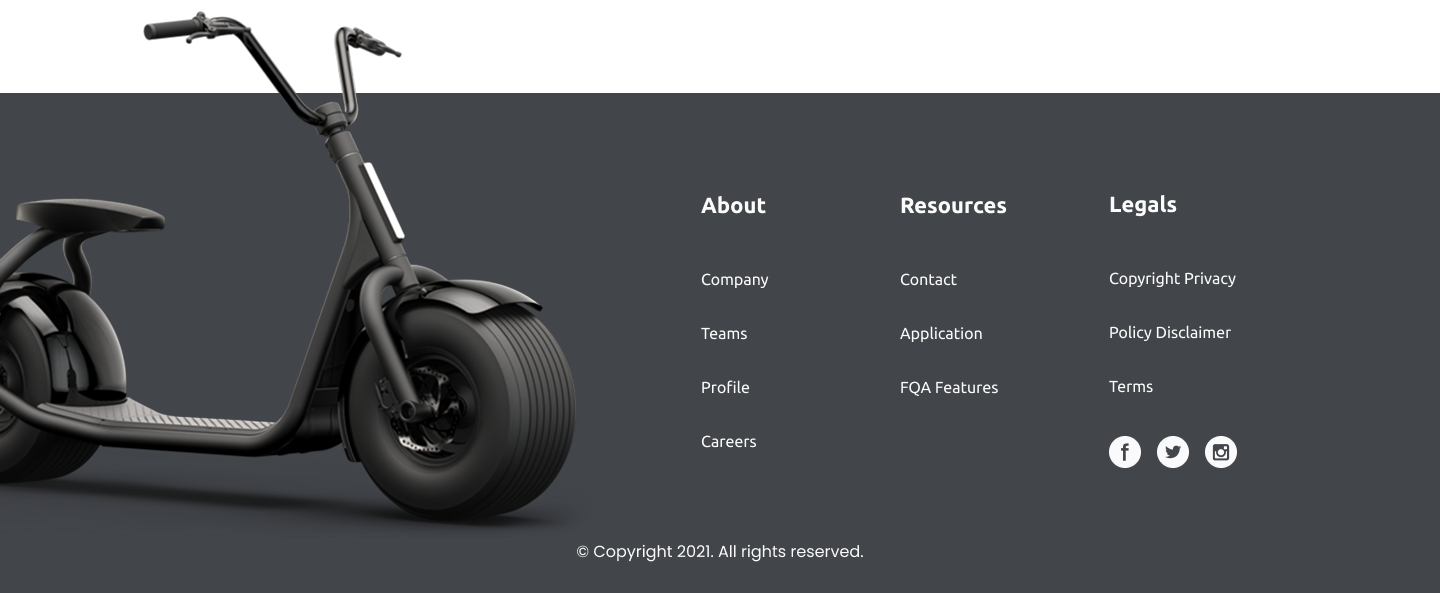 About
Company
Teams
Profile
Careers
Resources
Contact
Application
FQA Features
Legals
Copyright Privacy
Policy Disclaimer
Terms
© Copyright 2021. All rights reserved.